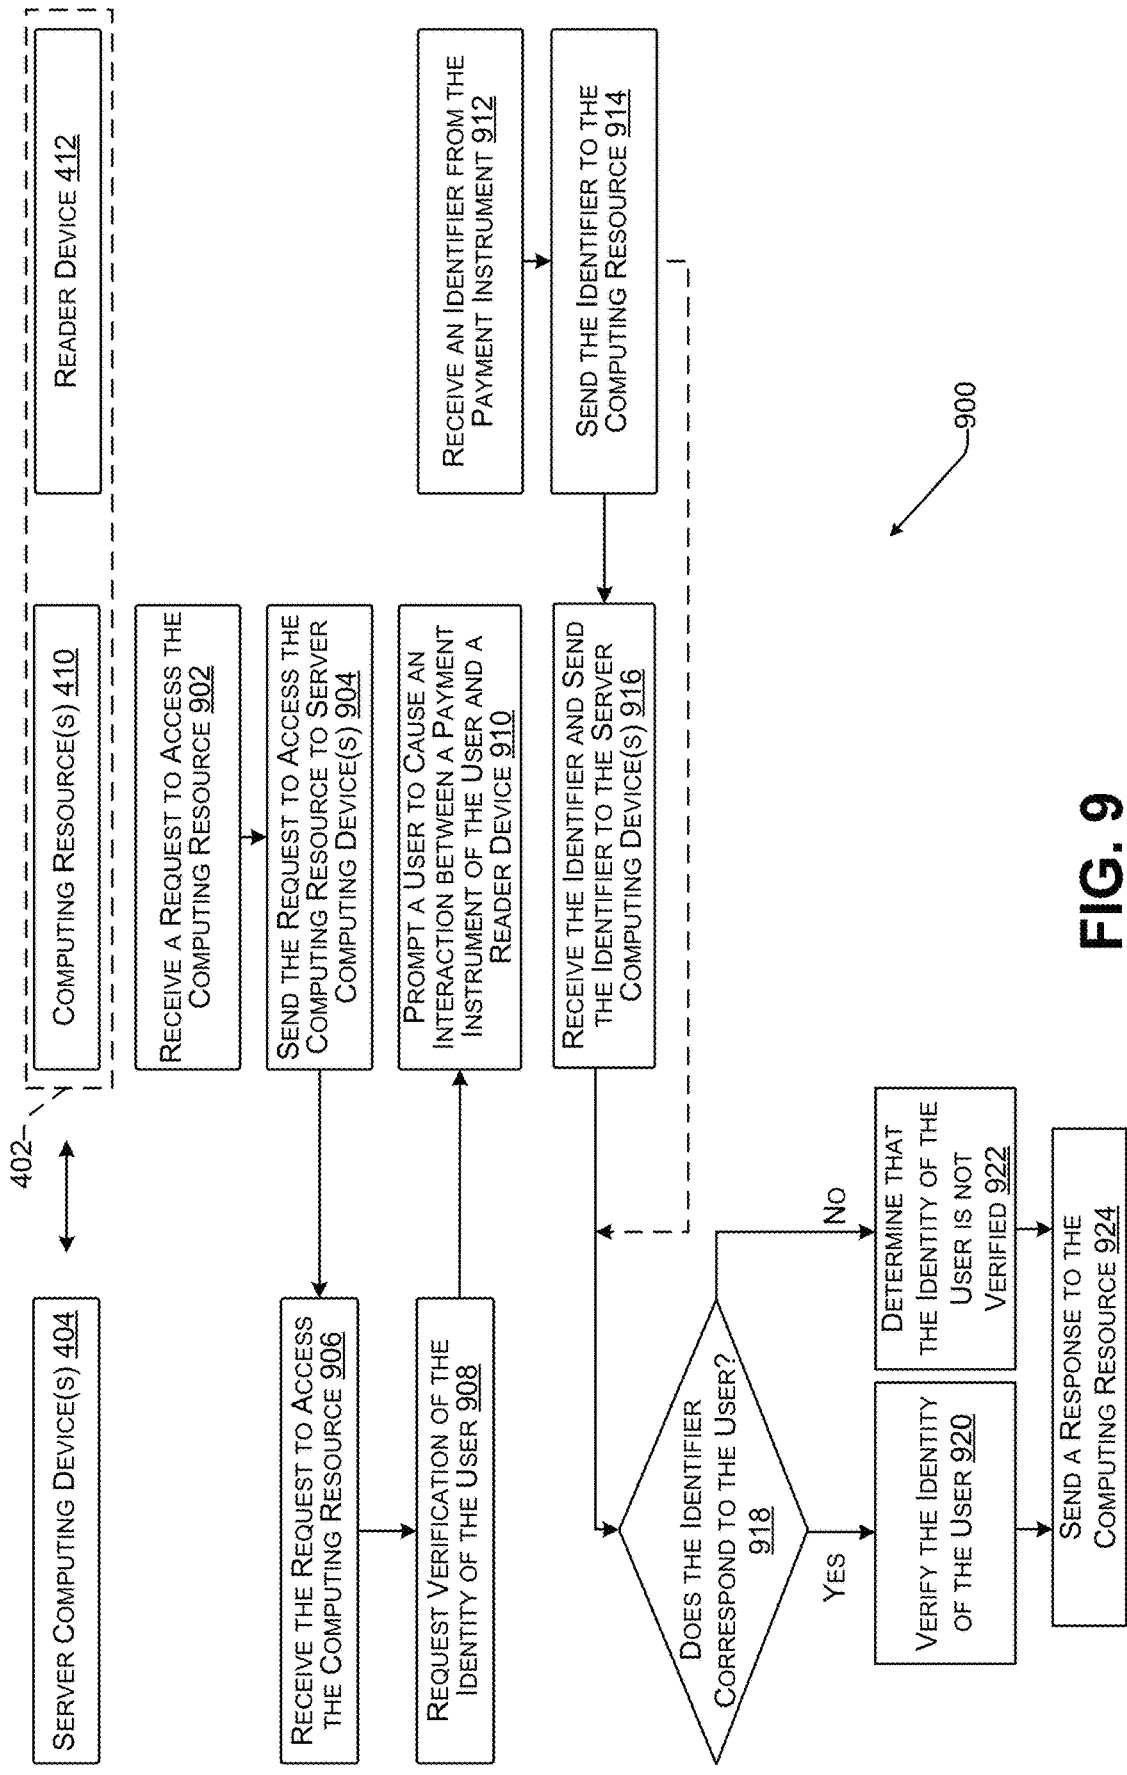 SERVER COMPUTING DEVICE(S) 404
402
COMPUTING RESOURCE(S) 410
READER DEVICE 412
RECEIVE A REQUEST TO ACCESS THE
COMPUTING RESOURCE 902
SEND THE REQUEST TO ACCESS THE
COMPUTING RESOURCE TO SERVER
COMPUTING DEVICE(S) 904
RECEIVE THE REQUEST TO ACCESS
THE COMPUTING RESOURCE 906
REQUEST VERIFICATION OF THE
IDENTITY OF THE USER 908
PROMPT A USER TO CAUSE AN
INTERACTION BETWEEN A PAYMENT
INSTRUMENT OF THE USER AND A
READER DEVICE 910
RECEIVE AN IDENTIFIER FROM THE
PAYMENT INSTRUMENT 912
SEND THE IDENTIFIER TO THE
COMPUTING RESOURCE 914
RECEIVE THE IDENTIFIER AND SEND
THE IDENTIFIER TO THE SERVER
COMPUTING DEVICE(S) 916
DOES THE IDENTIFIER
CORRESPOND TO THE USER?
918
YES
NO
VERIFY THE IDENTITY
OF THE USER 920
DETERMINE THAT
THE IDENTITY OF THE
USER IS NOT
VERIFIED 922
SEND A RESPONSE TO THE
COMPUTING RESOURCE 924
900
FIG. 9